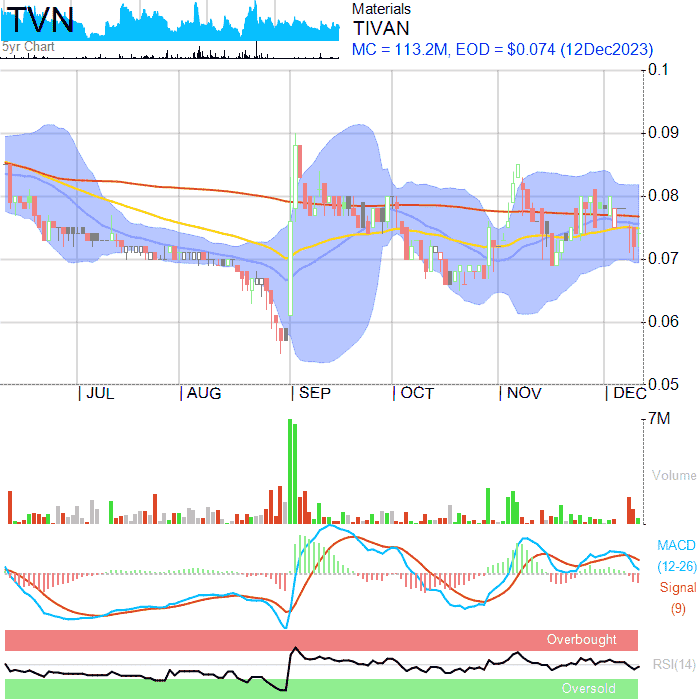 TVN
5yr Chart
Materials
TIVAN
MC = 113.2M, EOD = $0.074 (12Dec2023)
0.1
0.09
0.08
0.07
0.06
0.05
| JUL | AUG | SEP | OCT | NOV | DEC
7M
Volume
MACD
(12-26)
Signal
(9)
Overbought
RSI(14)
Oversold